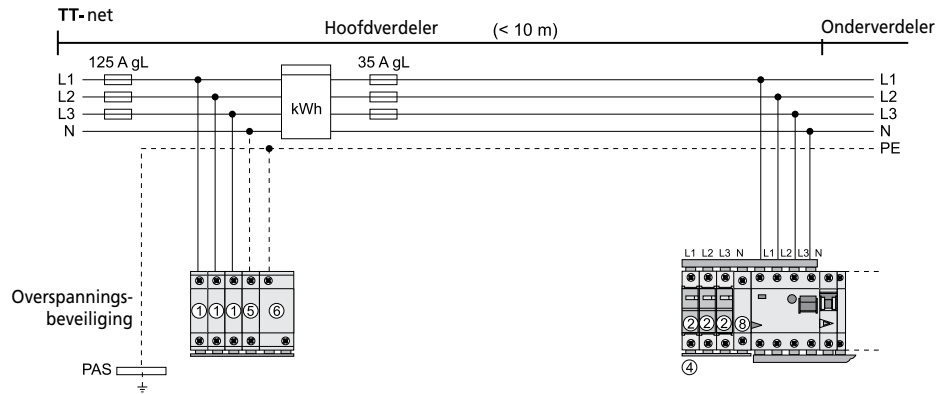 TT-net
Hoofdverdeler (< 10 m) Onderverdeler
125 A gL 35 A gL
L1 L1
L2 L2
kWh
L3 L3
N N
PE
L1 L2 L3 N L1 L2 L3 N
Overspannings-
beveiliging
1 1 1 5 6
2 2 2 8
PAS
4